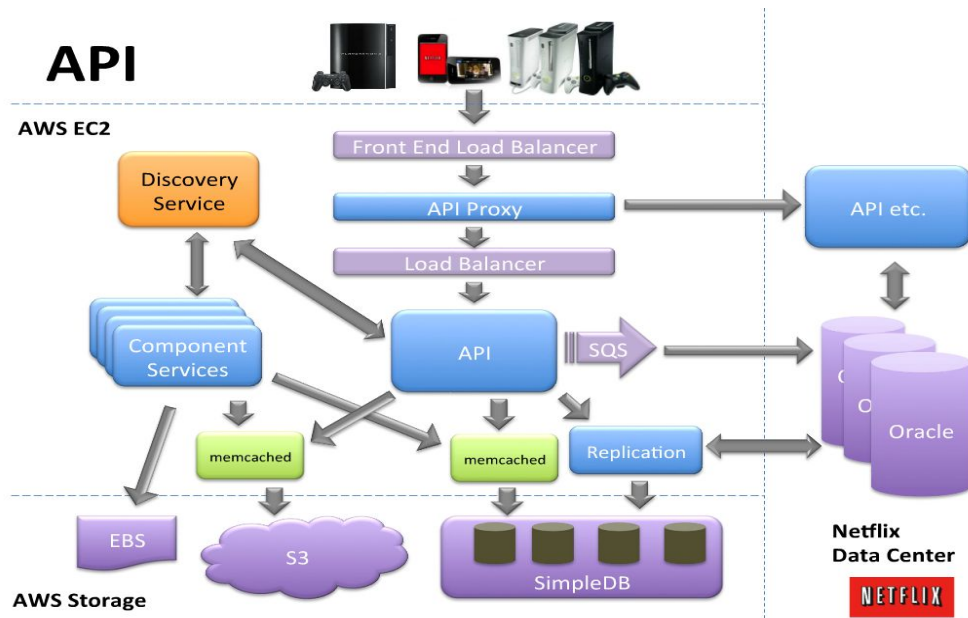 API
NETFLIX
AWS EC2
Front End Load Balancer
Discovery
Service
API Proxy
API etc.
Load Balancer
Component
Services
API
SQS
O
O
Oracle
memcached
memcached
Replication
EBS
S3
SimpleDB
AWS Storage
Netflix
Data Center
NETFLIX